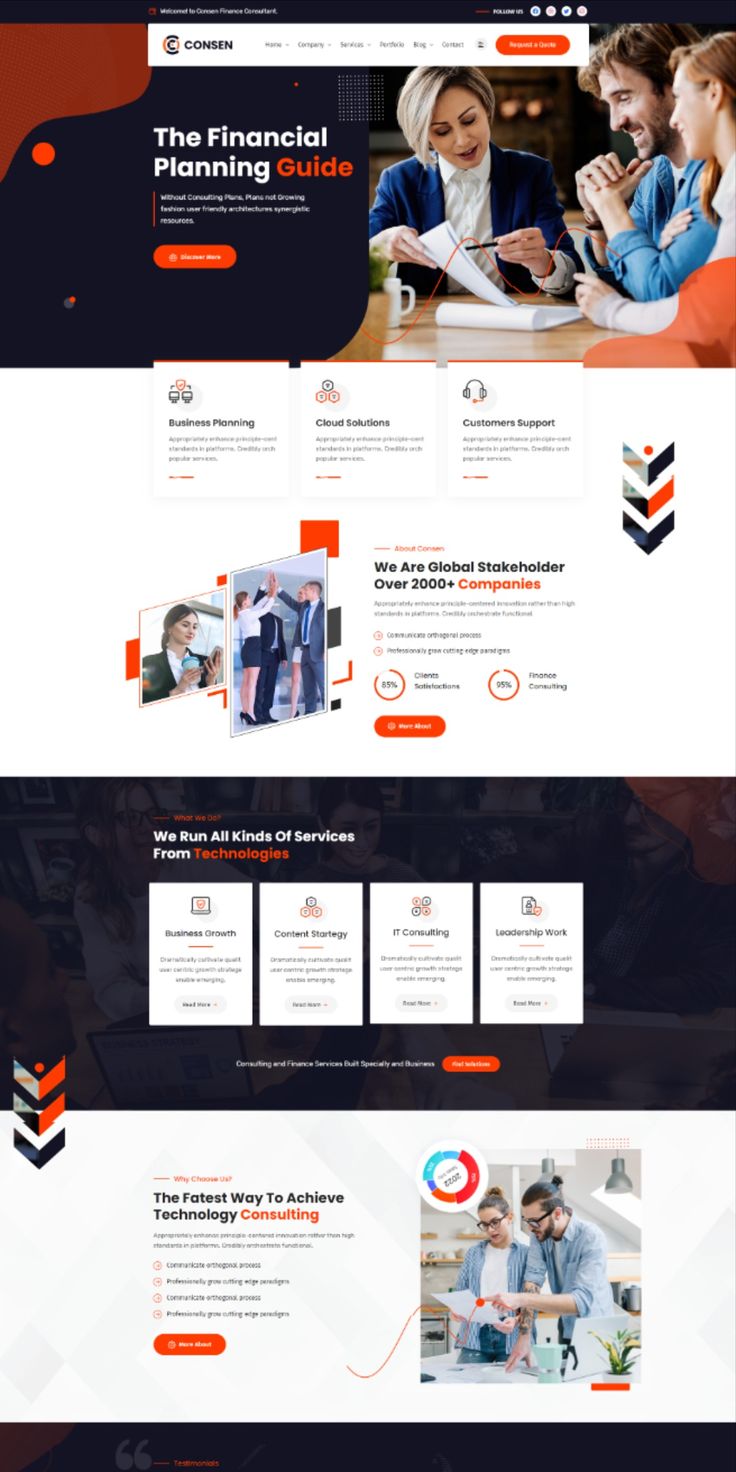 Welcomet to Consen Finance Consultant.
FOLLOW US
CONSEN
Home
Company
Services
Portfolio
Blog
Contact
Request a Quote
The Financial
Planning Guide
Without Consulting Plans, Plans not Growing
fashion user friendly architectures synergistic
resources.
Discover More
Business Planning
Appropriately enhance principle-cent
standards in platforms. Credibly orch
popular services.
Cloud Solutions
Appropriately enhance principle-cent
standards in platforms. Credibly orch
popular services.
Customers Support
Appropriately enhance principle-cent
standards in platforms. Credibly orch
popular services.
About Consen
We Are Global Stakeholder
Over 2000+ Companies
Appropriately enhance principle-centered innovation rather than high
standards in platforms. Credibly orchestrate functional.
Communicate orthogonal process
Professionally grow cutting-edge paradigms
85%
Clients
Satisfactions
95%
Finance
Consulting
More About
What We Do?
We Run All Kinds Of Services
From Technologies
Business Growth
Dramatically cultivate qualit
user centric growth stratege
enable emerging.
Read More
Content Startegy
Dramatically cultivate qualit
user centric growth stratege
enable emerging.
Read More
IT Consulting
Dramatically cultivate qualit
user centric growth stratege
enable emerging.
Read More
Leadership Work
Dramatically cultivate qualit
user centric growth stratege
enable emerging.
Read More
BUSINESS STRATEGY
Consulting and Finance Services Built Specially and Business
Find Solutions
Why Choose Us?
The Fatest Way To Achieve
Technology Consulting
Appropriately enhance principle-centered innovation rather than high
standards in platforms. Credibly orchestrate functional.
Communicate orthogonal process
Professionally grow cutting-edge paradigms
Communicate orthogonal process
Professionally grow cutting-edge paradigms
More About
2022
Testimonials